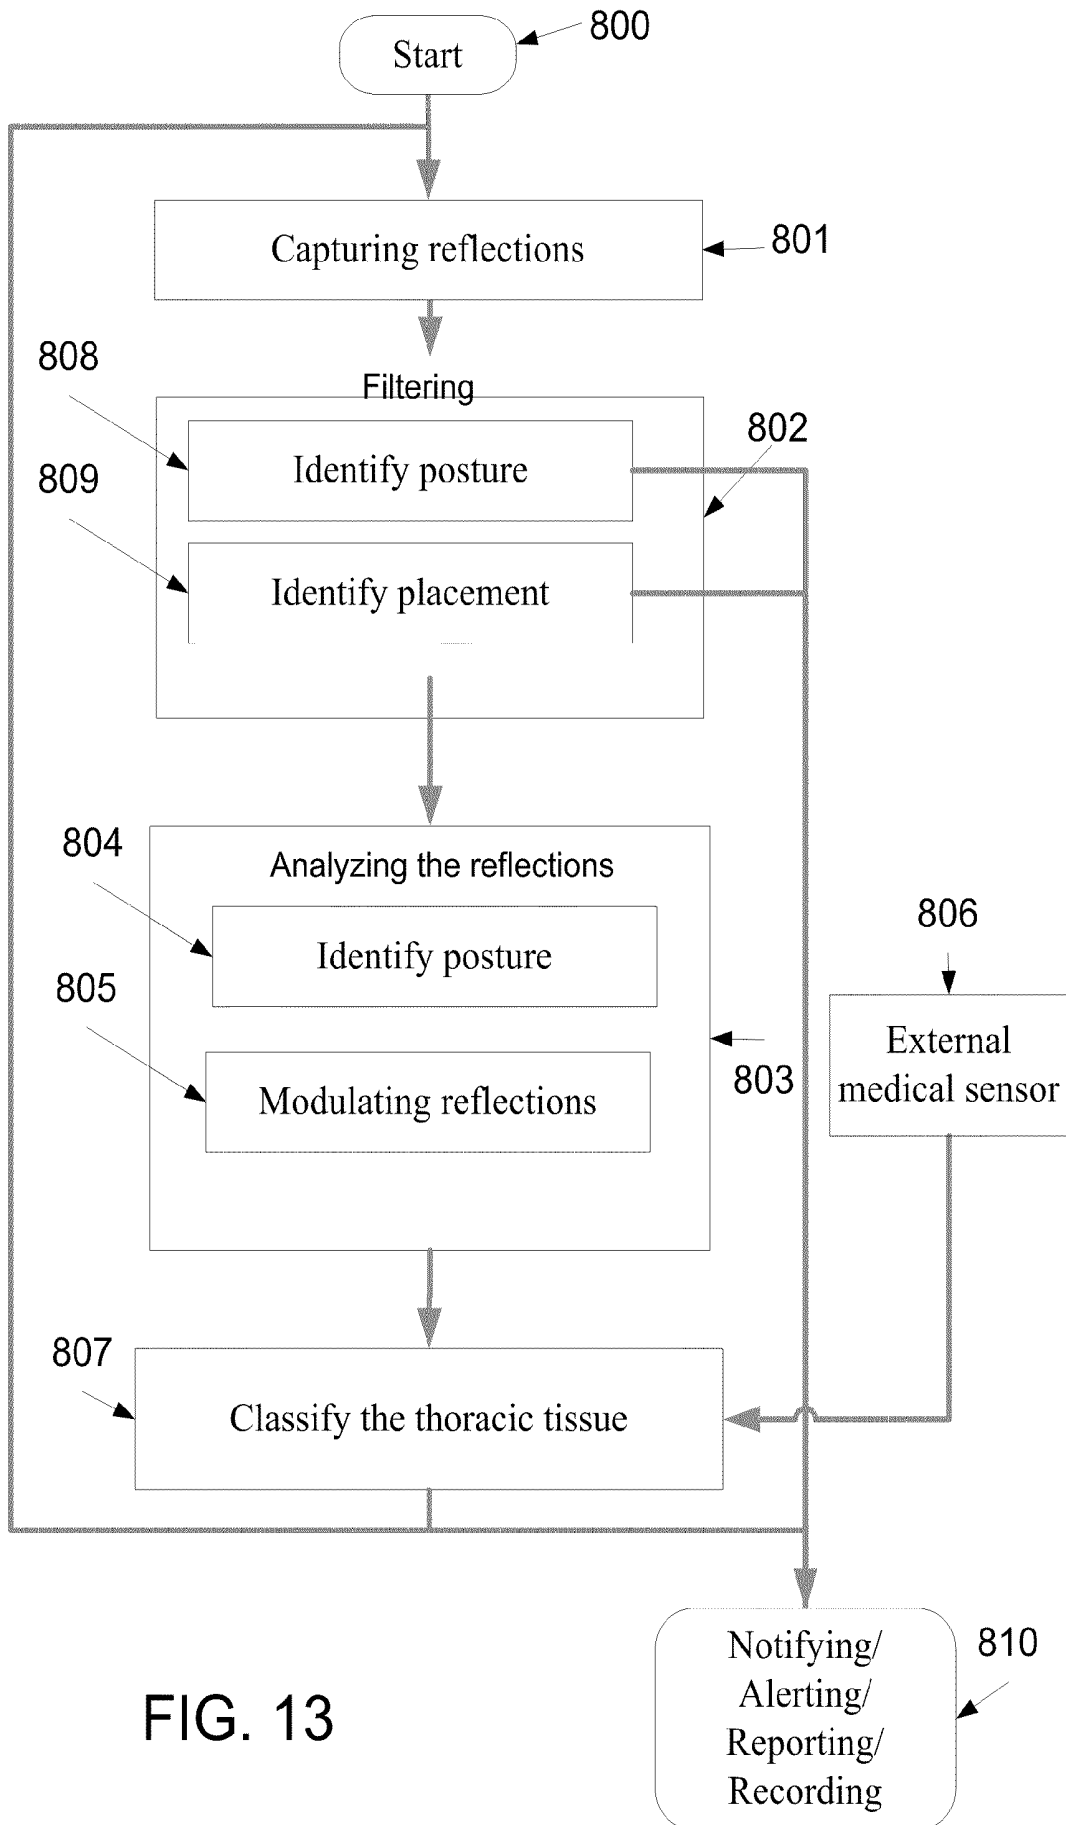 800
Start
Capturing reflections
801
808
Filtering
802
Identify posture
809
Identify placement
804
Analyzing the reflections
806
Identify posture
805
External
medical sensor
803
Modulating reflections
807
Classify the thoracic tissue
Notifying/
Alerting/
Reporting/
Recording
810
FIG. 13